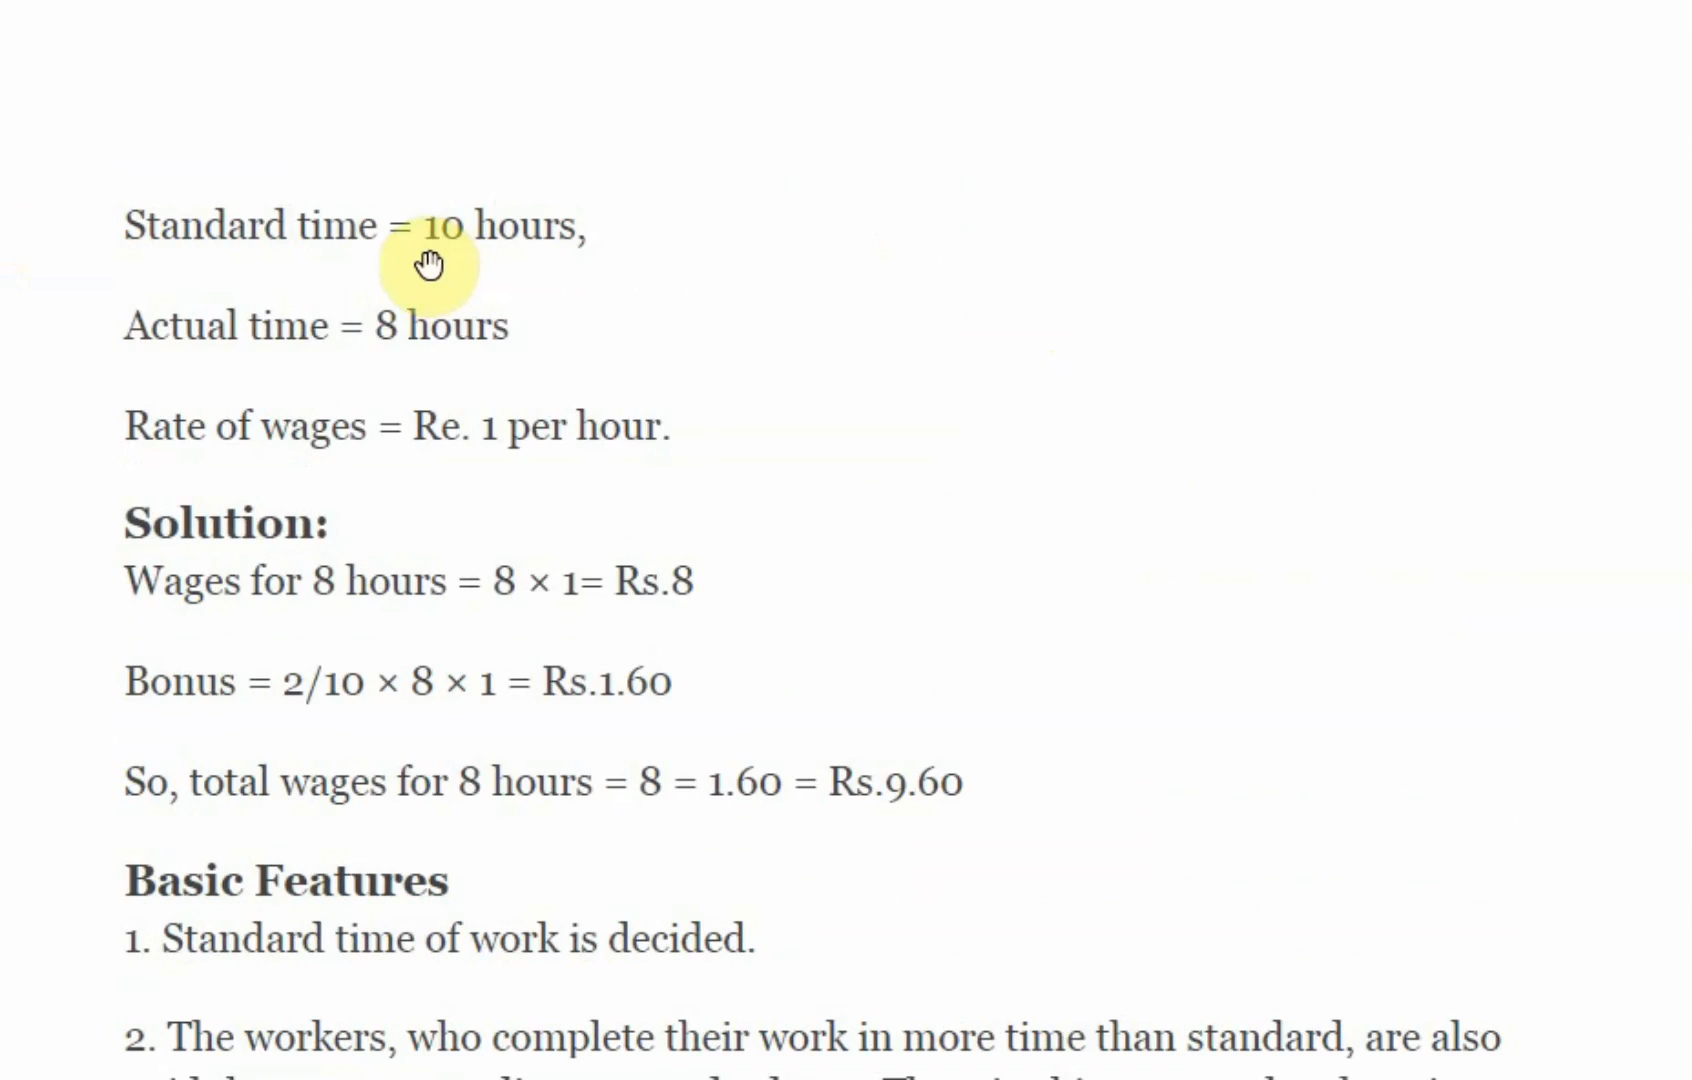 Standard time = 10 hours,
Actual time = 8 hours
Rate of wages = Re. 1 per hour.
Solution:
Wages for 8 hours = 8 × 1= Rs.8
Bonus = 2/10 × 8 × 1 = Rs.1.60
So, total wages for 8 hours = 8 = 1.60 = Rs.9.60
Basic Features
1. Standard time of work is decided.
2. The workers, who complete their work in more time than standard, are also